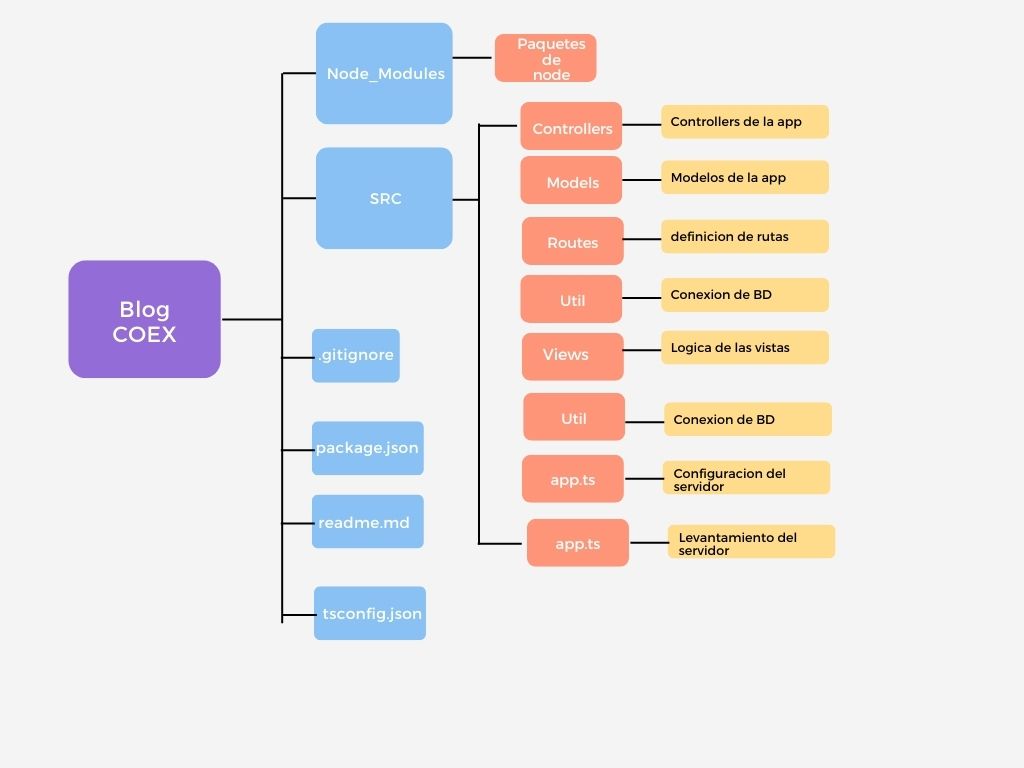 Paquetes
de
node
Node_Modules
Controllers
Controllers de la app
Models
Modelos de la app
SRC
Routes
definicion de rutas
Util
Conexion de BD
Blog
COEX
.gitignore
Views
Logica de las vistas
Util
Conexion de BD
package.json
app.ts
Configuracion del
servidor
readme.md
app.ts
Levantamiento del
servidor
tsconfig.json